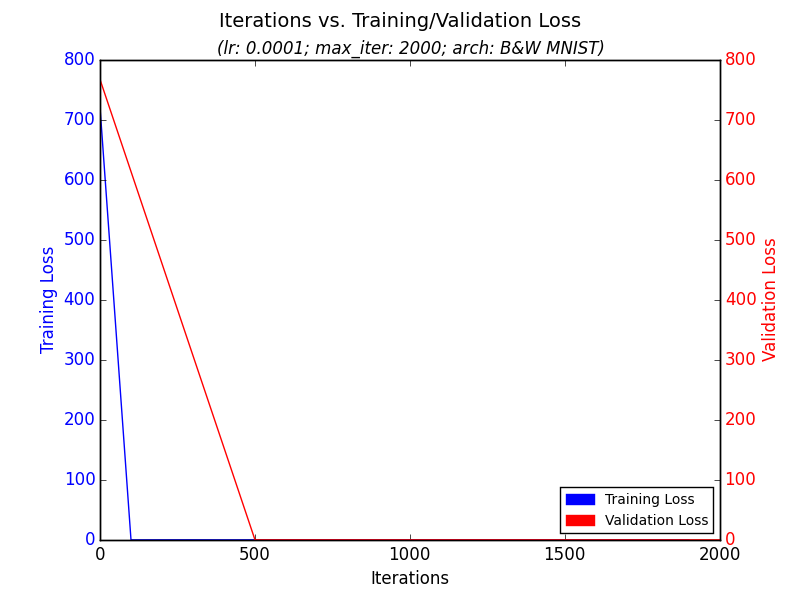 Iterations vs. Training/Validation Loss
(lr: 0.0001; max_iter: 2000; arch: B&W MNIST)
800
700
600
500
400
300
200
100
0
Training Loss
800
700
600
500
400
300
200
100
0
Validation Loss
Training Loss
Validation Loss
0 500 1000 1500 2000
Iterations